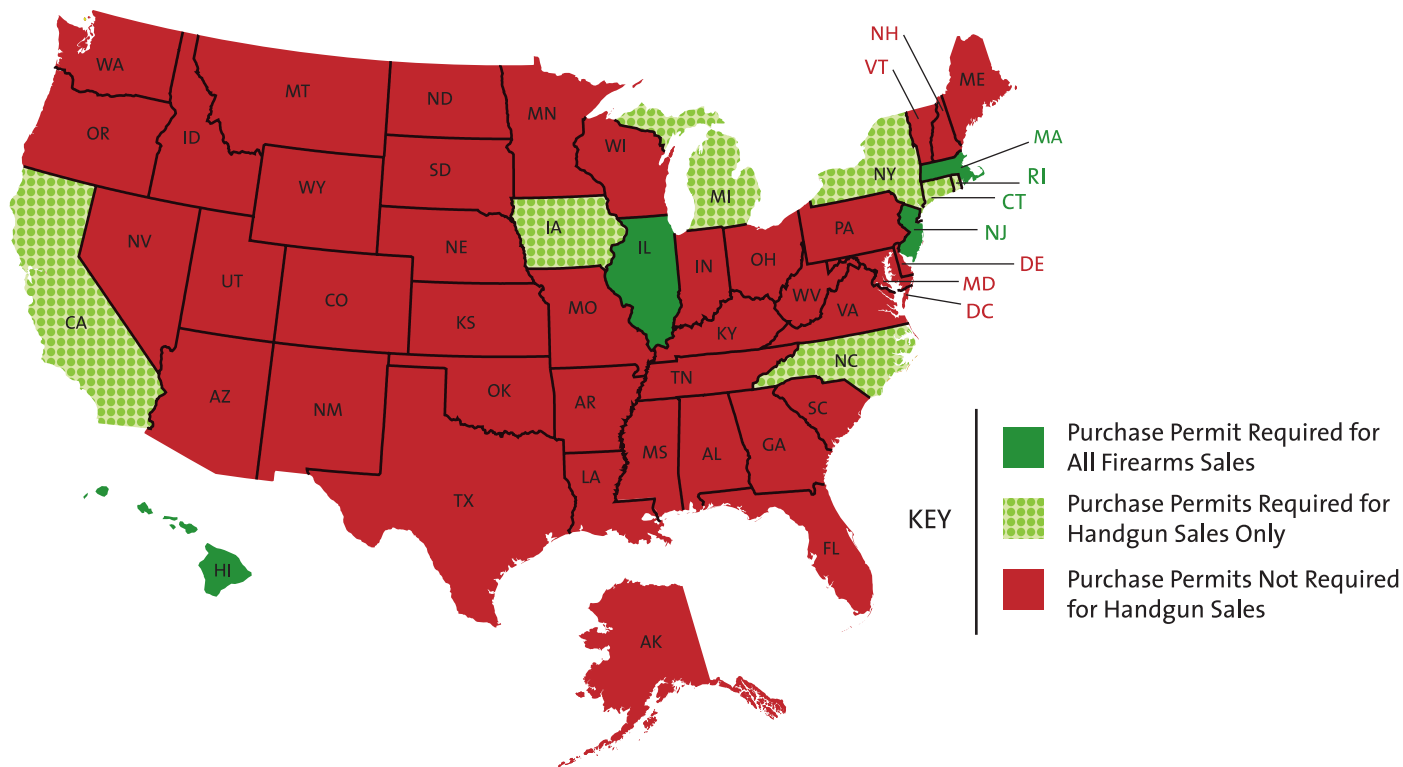 NH
VT
WA
ME
MT
ND
MN
OR
ID
WI
MA
SD
NY
RI
WY
MI
CT
IA
NJ
PA
NV
NE
IL
OH
DE
IN
UT
MD
CO
WV
MO
VA
DC
CA
KS
KY
NC
TN
OK
AZ
AR
SC
NM
GA
MS
AL
LA
TX
FL
HI
AK
KEY
Purchase Permit Required for
All Firearms Sales
Purchase Permits Required for
Handgun Sales Only
Purchase Permits Not Required
for Handgun Sales